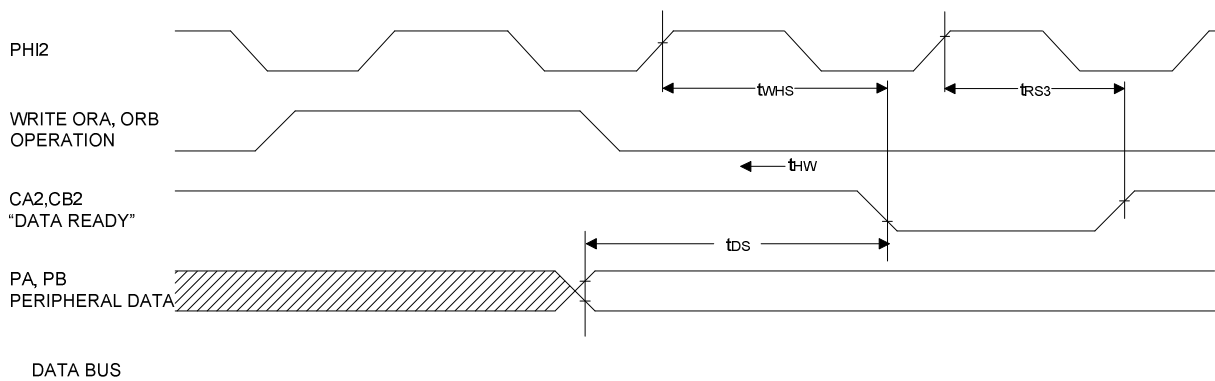 PHI2
tWHS
tRS3
WRITE ORA, ORB
OPERATION
tHW
CA2,CB2
“DATA READY”
tDS
PA, PB
PERIPHERAL DATA
DATA BUS